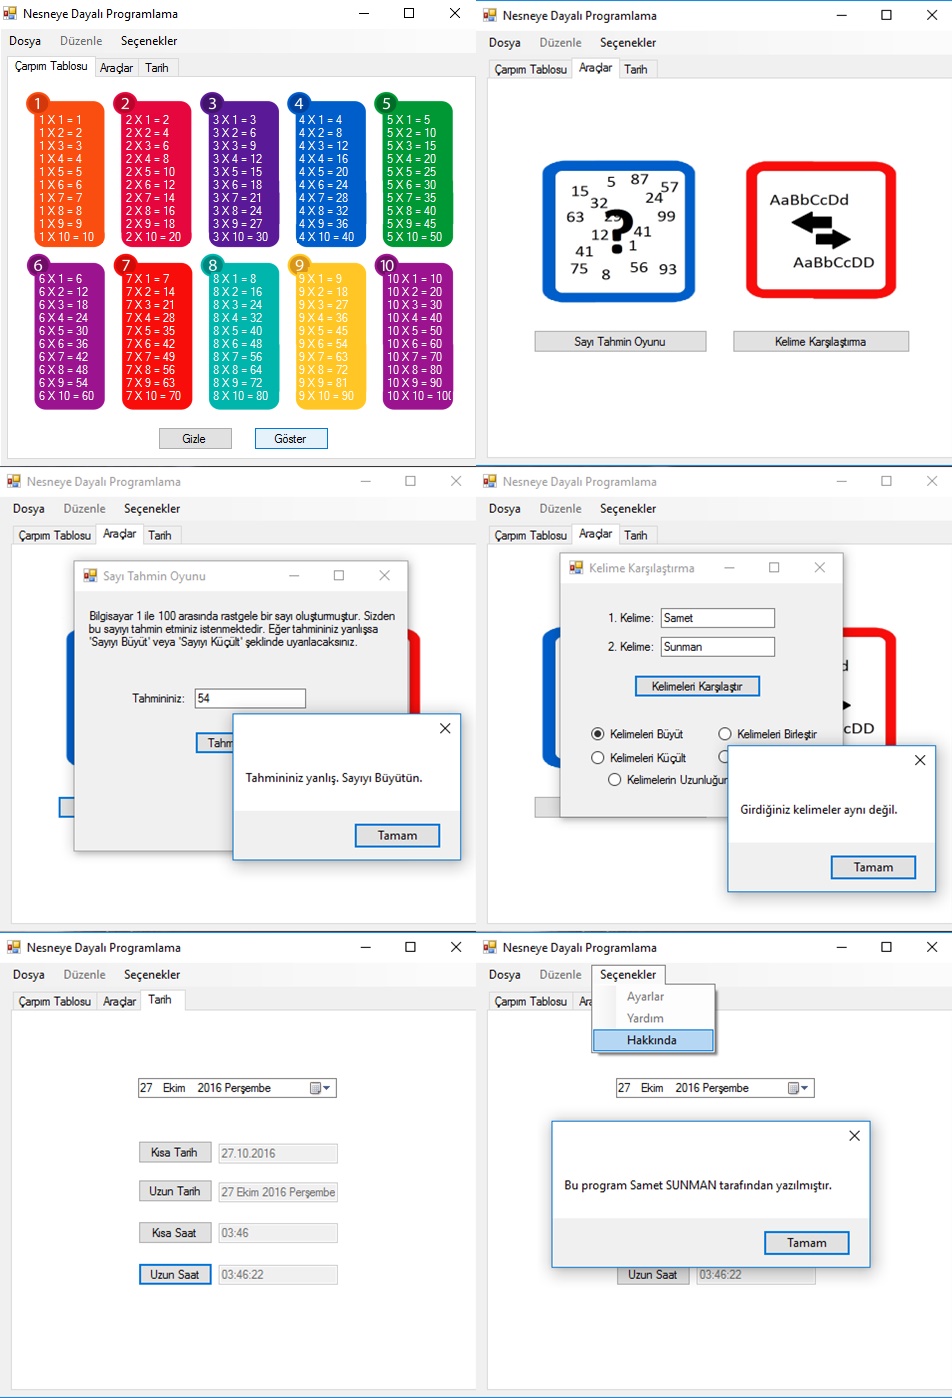 Nesneye Dayalı Programlama
Dosya Düzenle Seçenekler
Çarpım Tablosu Araçlar Tarih
1
1 X 1 = 1
1 X 2 = 2
1 X 3 = 3
1 X 4 = 4
1 X 5 = 5
1 X 6 = 6
1 X 7 = 7
1 X 8 = 8
1 X 9 = 9
1 X 10 = 10
2
2 X 1 = 2
2 X 2 = 4
2 X 3 = 6
2 X 4 = 8
2 X 5 = 10
2 X 6 = 12
2 X 7 = 14
2 X 8 = 16
2 X 9 = 18
2 X 10 = 20
3
3 X 1 = 3
3 X 2 = 6
3 X 3 = 9
3 X 4 = 12
3 X 5 = 15
3 X 6 = 18
3 X 7 = 21
3 X 8 = 24
3 X 9 = 27
3 X 10 = 30
4
4 X 1 = 4
4 X 2 = 8
4 X 3 = 12
4 X 4 = 16
4 X 5 = 20
4 X 6 = 24
4 X 7 = 28
4 X 8 = 32
4 X 9 = 36
4 X 10 = 40
5
5 X 1 = 5
5 X 2 = 10
5 X 3 = 15
5 X 4 = 20
5 X 5 = 25
5 X 6 = 30
5 X 7 = 35
5 X 8 = 40
5 X 9 = 45
5 X 10 = 50
6
6 X 1 = 6
6 X 2 = 12
6 X 3 = 18
6 X 4 = 24
6 X 5 = 30
6 X 6 = 36
6 X 7 = 42
6 X 8 = 48
6 X 9 = 54
6 X 10 = 60
7
7 X 1 = 7
7 X 2 = 14
7 X 3 = 21
7 X 4 = 28
7 X 5 = 35
7 X 6 = 42
7 X 7 = 49
7 X 8 = 56
7 X 9 = 63
7 X 10 = 70
8
8 X 1 = 8
8 X 2 = 16
8 X 3 = 24
8 X 4 = 32
8 X 5 = 40
8 X 6 = 48
8 X 7 = 56
8 X 8 = 64
8 X 9 = 72
8 X 10 = 80
9
9 X 1 = 9
9 X 2 = 18
9 X 3 = 27
9 X 4 = 36
9 X 5 = 45
9 X 6 = 54
9 X 7 = 63
9 X 8 = 72
9 X 9 = 81
9 X 10 = 90
10
10 X 1 = 10
10 X 2 = 20
10 X 3 = 30
10 X 4 = 40
10 X 5 = 50
10 X 6 = 60
10 X 7 = 70
10 X 8 = 80
10 X 9 = 90
10 X 10 = 100
Gizle Göster
Nesneye Dayalı Programlama
Dosya Düzenle Seçenekler
Çarpım Tablosu Araçlar Tarih
15 5 87 57
32 24
63 99
12 ? 41
41 1
75 8 56 93
AaBbCcDd
AaBbCcDD
Sayı Tahmin Oyunu Kelime Karşılaştırma
Nesneye Dayalı Programlama
Dosya Düzenle Seçenekler
Çarpım Tablosu Araçlar Tarih
Sayı Tahmin Oyunu
Bilgisayar 1 ile 100 arasında rastgele bir sayı oluşturmuştur. Sizden
bu sayıyı tahmin etminiz istenmektedir. Eğer tahmininiz yanlışsa
'Sayıyı Büyüt' veya 'Sayıyı Küçült' şeklinde uyarılacaksınız.
Tahmininiz: 54
Tahm
Tahmininiz yanlış. Sayıyı Büyütün.
Tamam
Nesneye Dayalı Programlama
Dosya Düzenle Seçenekler
Çarpım Tablosu Araçlar Tarih
Kelime Karşılaştırma
1. Kelime: Samet
2. Kelime: Sunman
Kelimeleri Karşılaştır
Kelimeleri Büyüt Kelimeleri Birleştir
Kelimeleri Küçült
Kelimelerin Uzunluğur
d
cDD
Girdiğiniz kelimeler aynı değil.
Tamam
Nesneye Dayalı Programlama
Dosya Düzenle Seçenekler
Çarpım Tablosu Araçlar Tarih
27 Ekim 2016 Perşembe
Kısa Tarih 27.10.2016
Uzun Tarih 27 Ekim 2016 Perşembe
Kısa Saat 03:46
Uzun Saat 03:46:22
Nesneye Dayalı Programlama
Dosya Düzenle Seçenekler
Çarpım Tablosu Ara
Ayarlar
Yardım
Hakkında
27 Ekim 2016 Perşembe
Bu program Samet SUNMAN tarafından yazılmıştır.
Tamam
Uzun Saat 03:46:22